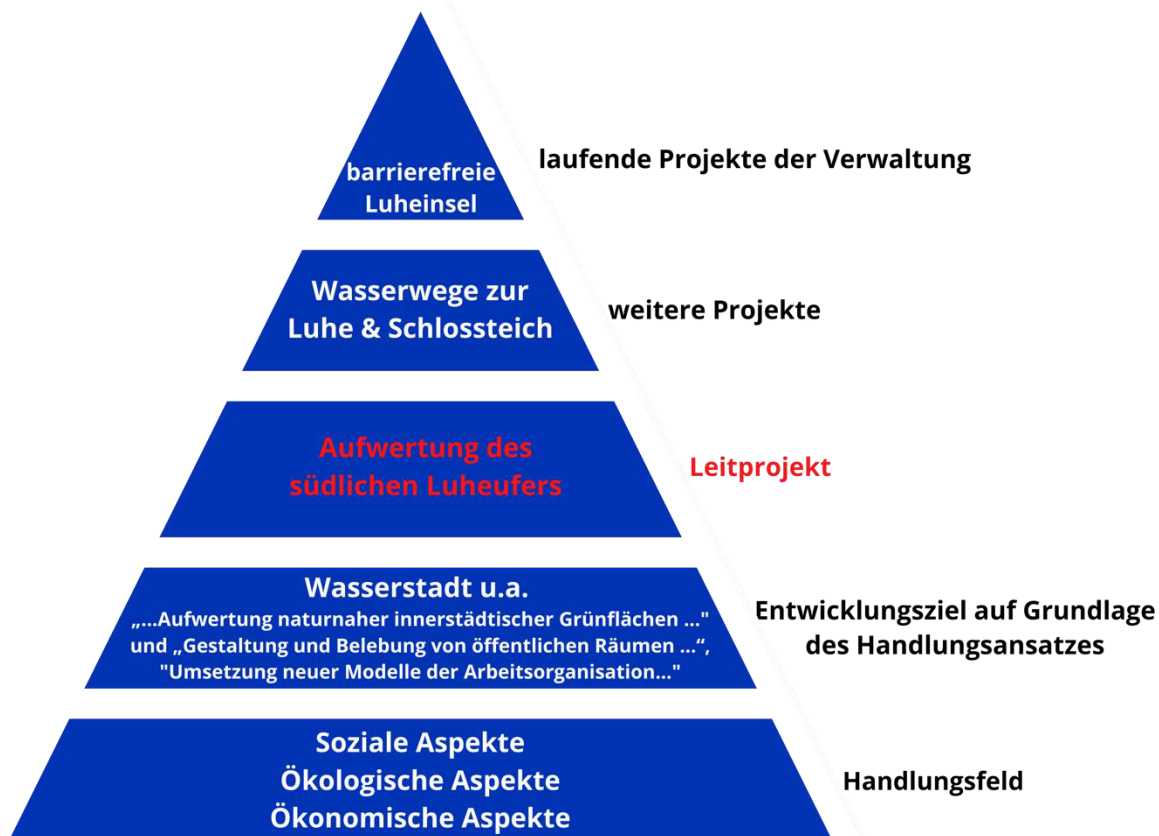 barrierefreie
Luheinsel
laufende Projekte der Verwaltung
Wasserwege zur
Luhe & Schlossteich
weitere Projekte
Aufwertung des
südlichen Luheufers
Leitprojekt
Wasserstadt u.a.
„...Aufwertung naturnaher innerstädtischer Grünflächen ..."
und „Gestaltung und Belebung von öffentlichen Räumen ...“,
"Umsetzung neuer Modelle der Arbeitsorganisation..."
Entwicklungsziel auf Grundlage
des Handlungsansatzes
Soziale Aspekte
Ökologische Aspekte
Ökonomische Aspekte
Handlungsfeld